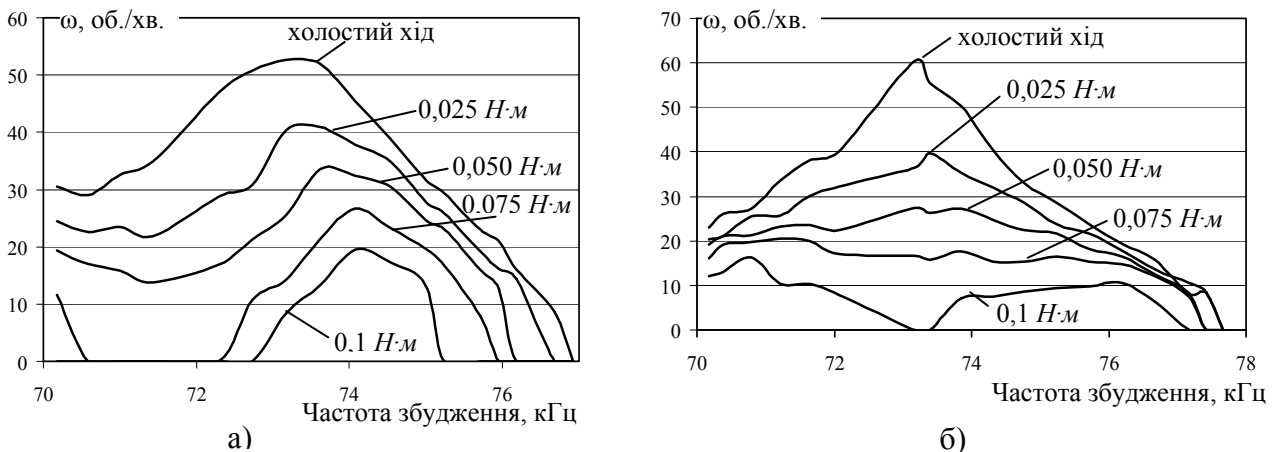 ω, об./хв.
60
50
40
30
20
10
0
холостий хід
0,025 Н·м
0,050 Н·м
0,075 Н·м
0,1 Н·м
70 72 74 76
Частота збудження, кГц
а)
ω, об./хв.
70
60
50
40
30
20
10
0
холостий хід
0,025 Н·м
0,050 Н·м
0,075 Н·м
0,1 Н·м
70 72 74 76 78
Частота збудження, кГц
б)